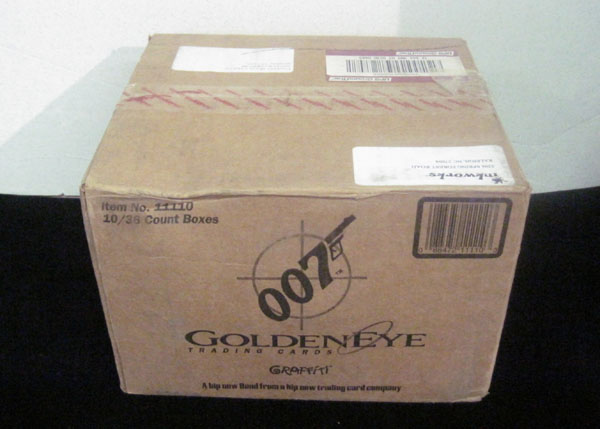 inkworks
Item No. 11110
10/36 Count Boxes
007
GOLDENEYE
TRADING CARDS
GRAFFITI
A hip new Bond from a hip new trading card company